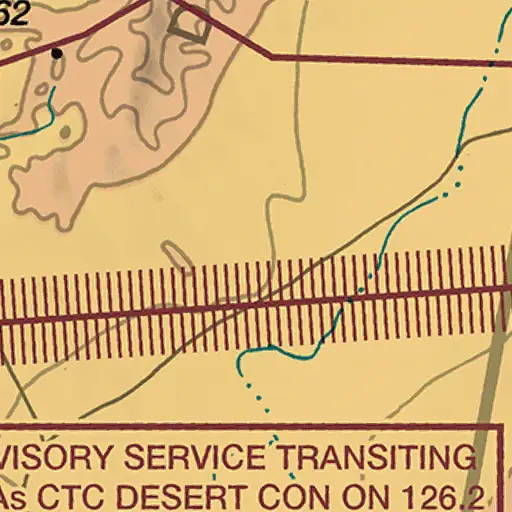 62
VISORY SERVICE TRANSITING
As CTC DESERT CON ON 126.2